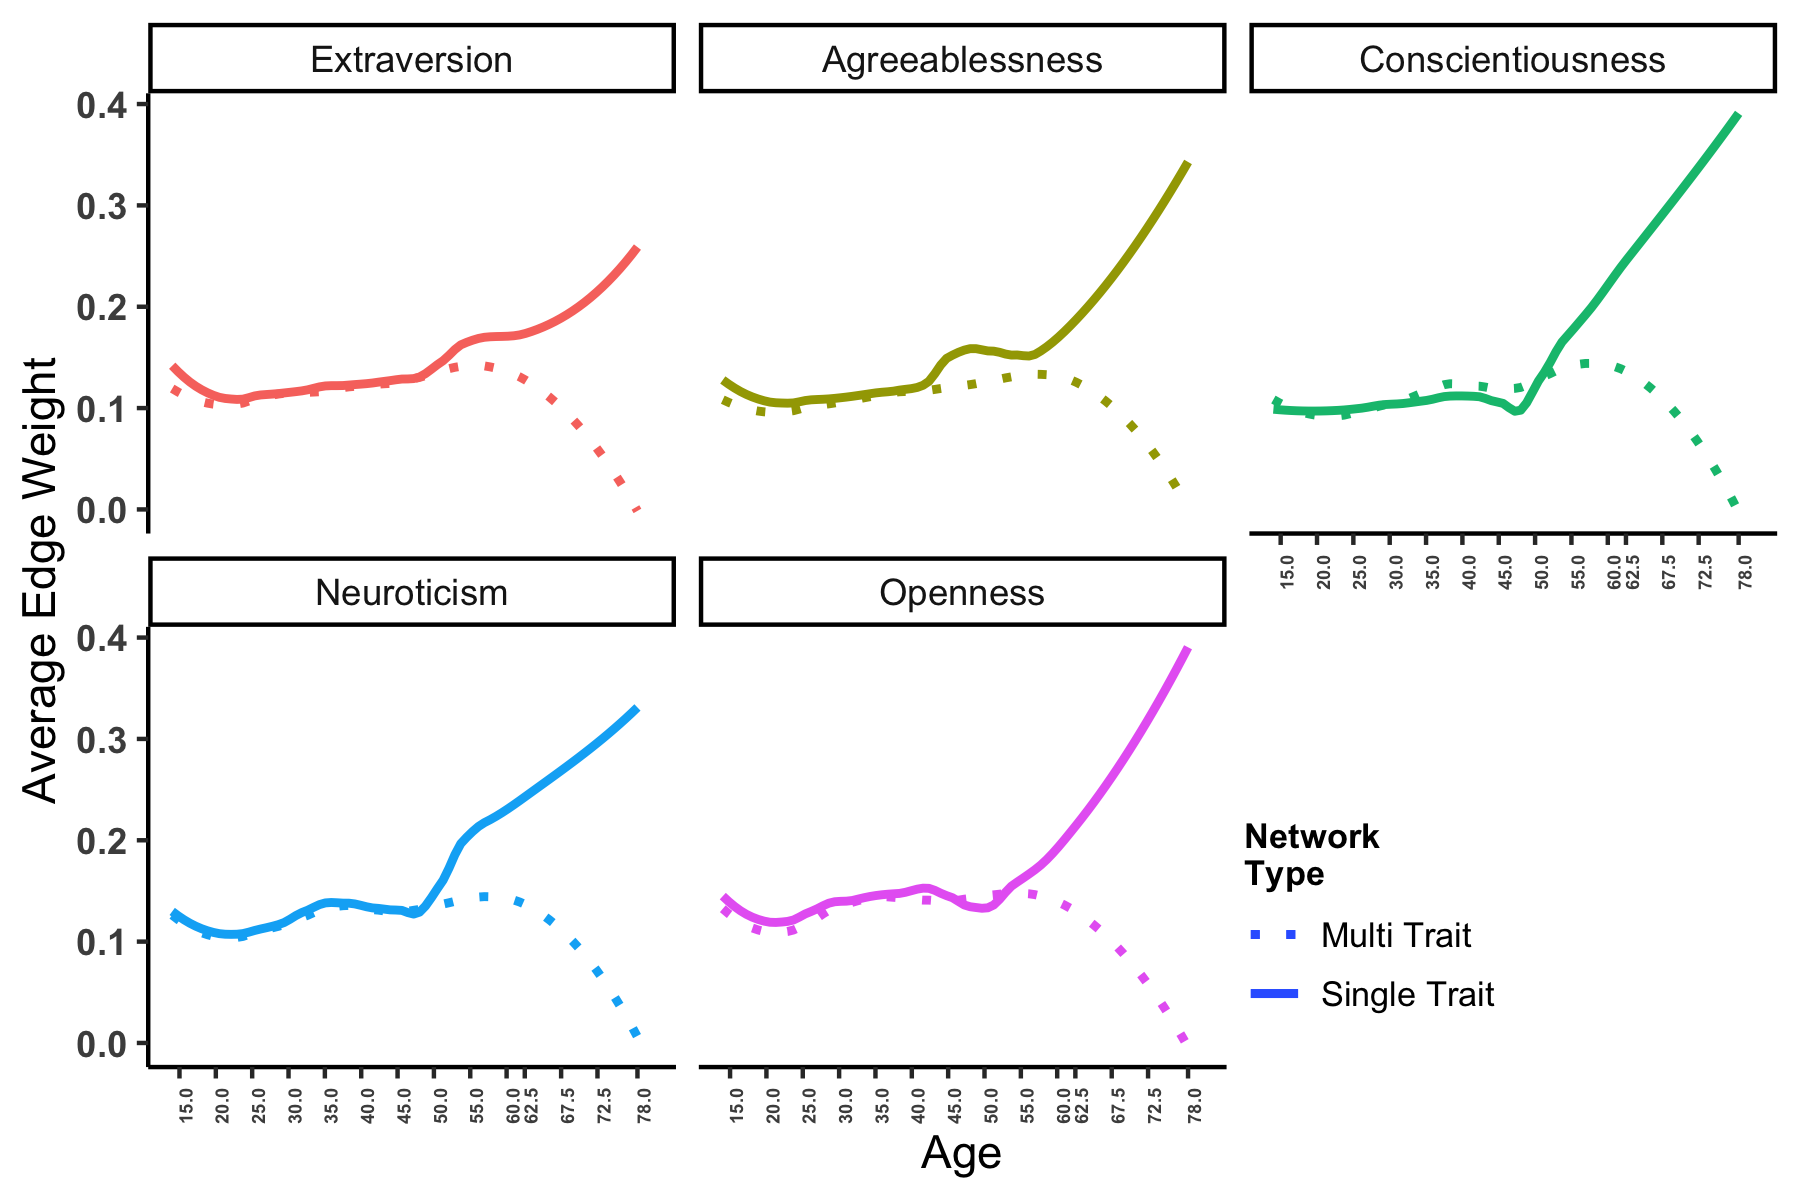 Extraversion
Agreeablessness
Conscientiousness
0.4
0.3
0.2
0.1
0.0
15.0 20.0 25.0 30.0 35.0 40.0 45.0 50.0 55.0 60.0 62.5 67.5 72.5 78.0
Neuroticism
Openness
0.4
0.3
0.2
0.1
0.0
15.0 20.0 25.0 30.0 35.0 40.0 45.0 50.0 55.0 60.0 62.5 67.5 72.5 78.0
15.0 20.0 25.0 30.0 35.0 40.0 45.0 50.0 55.0 60.0 62.5 67.5 72.5 78.0
Average Edge Weight
Age
Network
Type
Multi Trait
Single Trait